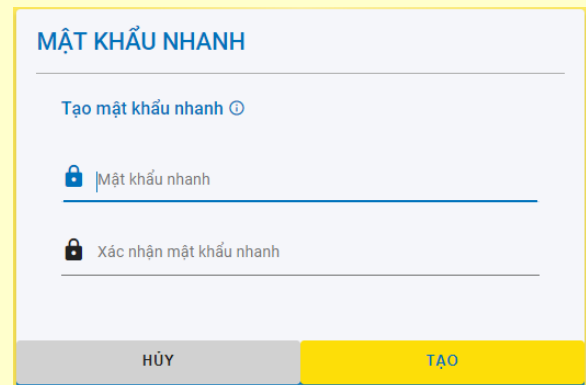 MẬT KHẨU NHANH
Tạo mật khẩu nhanh
Mật khẩu nhanh
Xác nhận mật khẩu nhanh
HỦY TẠO